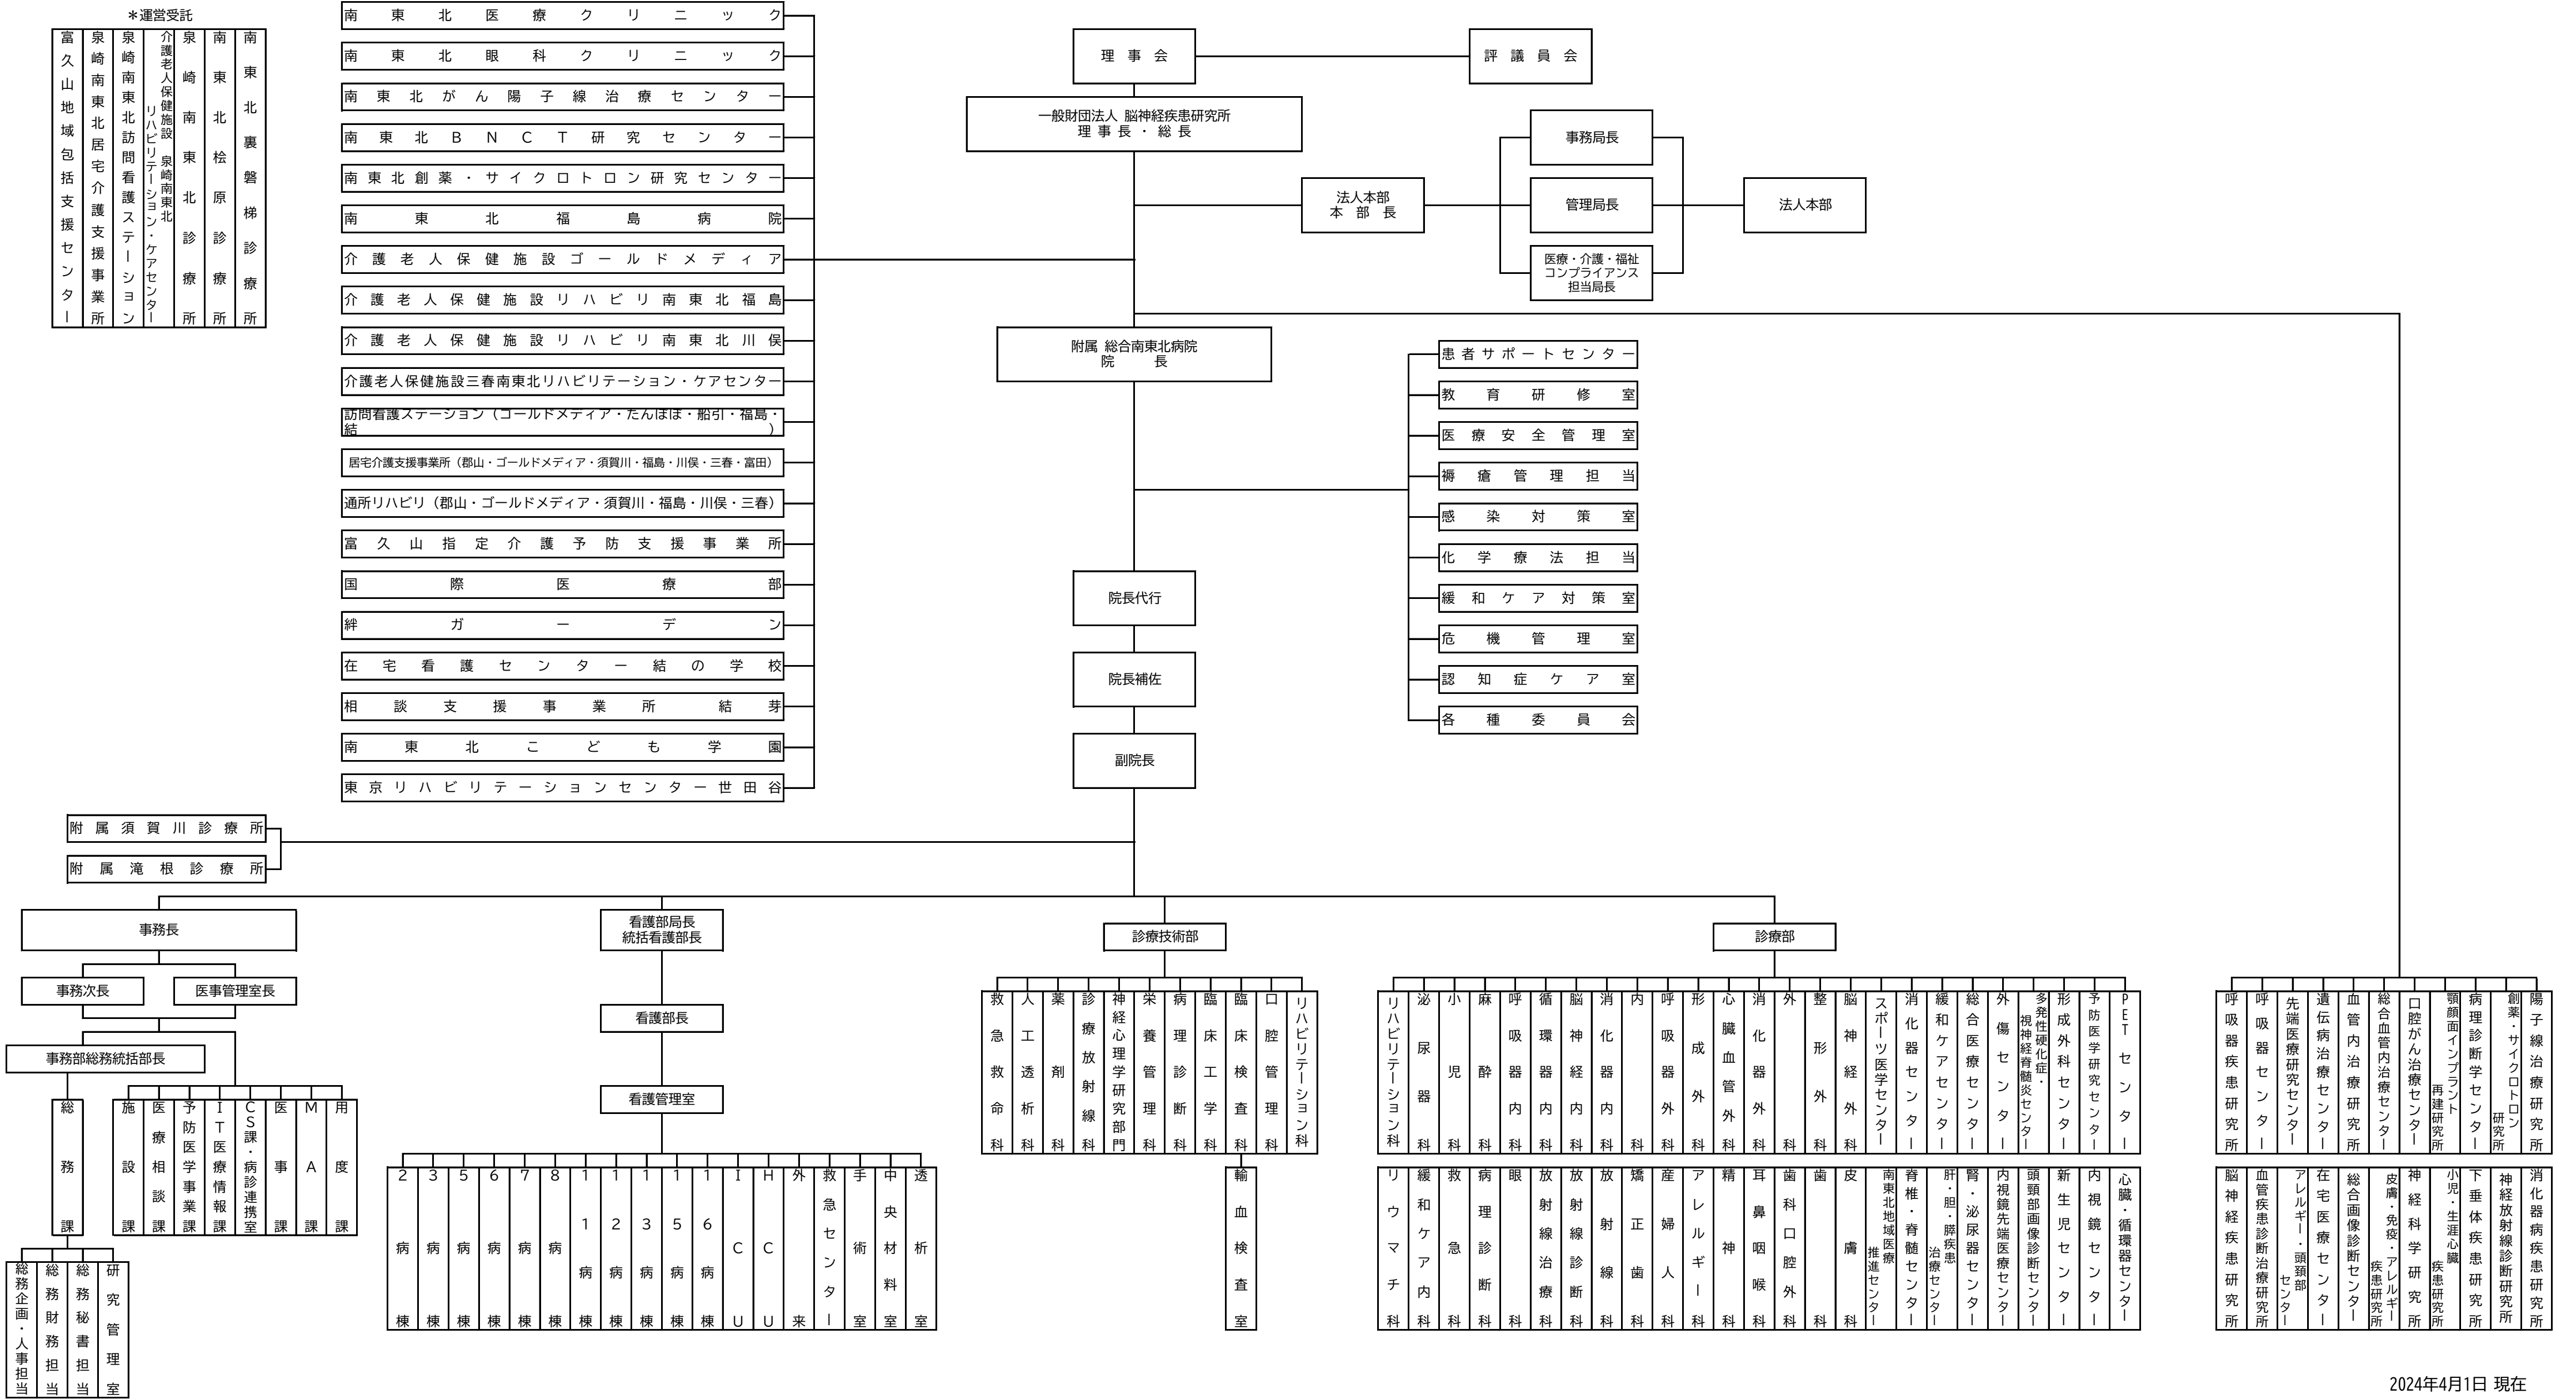 ＊運営受託
富久山地域包括支援センター
泉崎南東北居宅介護支援事業所
泉崎南東北訪問看護ステーション
介護老人保健施設　泉崎南東北
リハビリテーション・ケアセンター
泉崎南東北診療所
南東北桧原診療所
南東北裏磐梯診療所
南東北医療クリニック
南東北眼科クリニック
南東北がん陽子線治療センター
南東北ＢＮＣＴ研究センター
南東北創薬・サイクロトロン研究センター
南東北福島病院
介護老人保健施設ゴールドメディア
介護老人保健施設リハビリ南東北福島
介護老人保健施設リハビリ南東北川俣
介護老人保健施設三春南東北リハビリテーション・ケアセンター
訪問看護ステーション（ゴールドメディア・たんぽぽ・船引・福島・
結）
居宅介護支援事業所（郡山・ゴールドメディア・須賀川・福島・川俣・三春・富田）
通所リハビリ（郡山・ゴールドメディア・須賀川・福島・川俣・三春）
富久山指定介護予防支援事業所
国際医療部
絆ガーデン
在宅看護センター結の学校
相談支援事業所　結芽
南東北こども学園
東京リハビリテーションセンター世田谷
理　事　会
評　議　員　会
一般財団法人 脳神経疾患研究所
理 事 長 ・ 総 長
法人本部
本　部　長
事務局長
管理局長
医療・介護・福祉
コンプライアンス
担当局長
法人本部
附属 総合南東北病院
院　　　長
患者サポートセンター
教育研修室
医療安全管理室
褥瘡管理担当
感染対策室
化学療法担当
緩和ケア対策室
危機管理室
認知症ケア室
各種委員会
院長代行
院長補佐
副院長
附属須賀川診療所
附属滝根診療所
事務長
事務次長
医事管理室長
事務部総務統括部長
総務課
施設課
医療相談課
予防医学事業課
ＩＴ医療情報課
ＣＳ課・病診連携室
医事課
ＭＡ課
用度課
総務企画・人事担当
総務財務担当
総務秘書担当
研究管理室
看護部局長
統括看護部長
看護部長
看護管理室
２病棟
３病棟
５病棟
６病棟
７病棟
８病棟
１１病棟
１２病棟
１３病棟
１５病棟
１６病棟
ＩＣＵ
ＨＣＵ
外来
救急センター
手術室
中央材料室
透析室
診療技術部
救急救命科
人工透析科
薬剤科
診療放射線科
神経心理学研究部門
栄養管理科
病理診断科
臨床工学科
臨床検査科
口腔管理科
リハビリテーション科
輸血検査室
診療部
リハビリテーション科
泌尿器科
小児科
麻酔科
呼吸器内科
循環器内科
脳神経内科
消化器内科
内科
呼吸器外科
形成外科
心臓血管外科
消化器外科
外科
整形外科
脳神経外科
スポーツ医学センター
消化器センター
緩和ケアセンター
総合医療センター
外傷センター
多発性硬化症・
視神経脊髄炎センター
形成外科センター
予防医学研究センター
PETセンター
リウマチ科
緩和ケア内科
救急科
病理診断科
眼科
放射線治療科
放射線診断科
放射線科
矯正歯科
産婦人科
アレルギー科
精神科
耳鼻咽喉科
歯科口腔外科
歯科
皮膚科
南東北地域医療
推進センター
脊椎・脊髄センター
肝・胆・膵疾患
治療センター
腎・泌尿器センター
内視鏡先端医療センター
頭頸部画像診断センター
新生児センター
内視鏡センター
心臓・循環器センター
呼吸器疾患研究所
呼吸器センター
先端医療研究センター
遺伝病治療センター
血管内治療研究所
総合血管内治療センター
口腔がん治療センター
顎顔面インプラント
再建研究所
病理診断学センター
創薬・サイクロトロン
研究所
陽子線治療研究所
脳神経疾患研究所
血管疾患診断治療研究所
アレルギー・頭頚部
センター
在宅医療センター
総合画像診断センター
皮膚・免疫・アレルギー
疾患研究所
神経科学研究所
小児・生涯心臓
疾患研究所
下垂体疾患研究所
神経放射線診断研究所
消化器病疾患研究所
2024年4月1日 現在